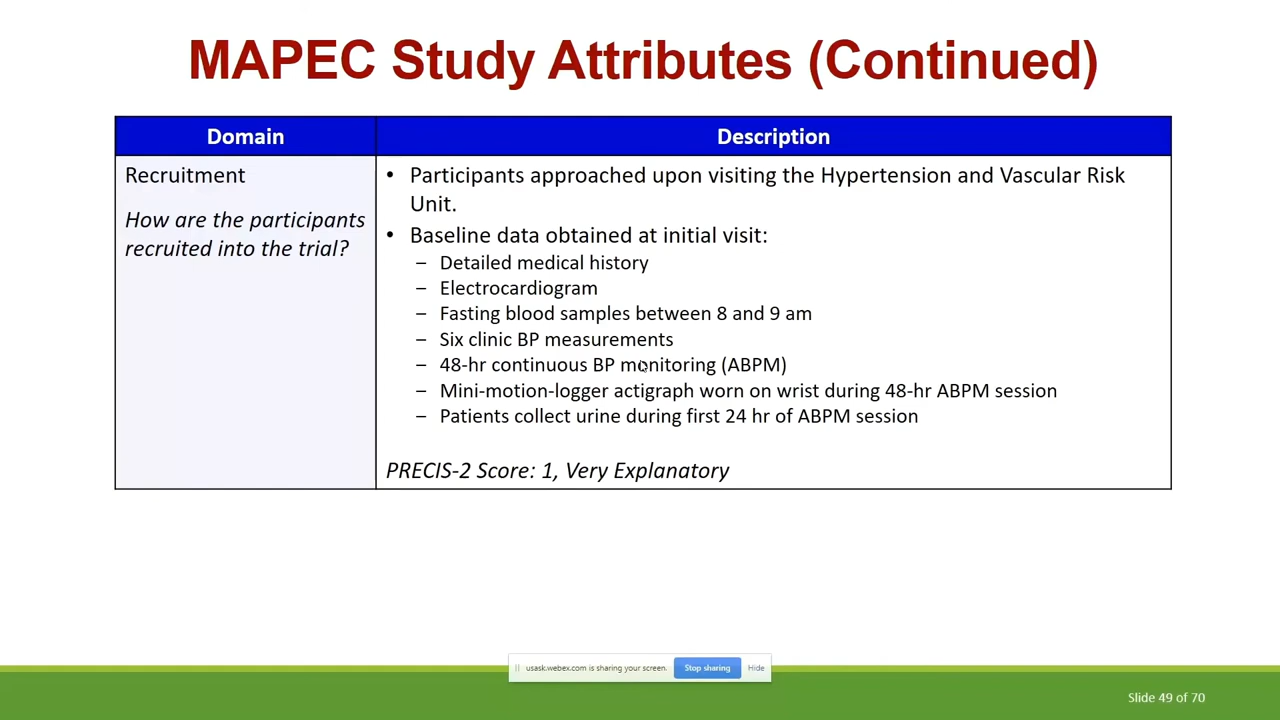 MAPEC Study Attributes (Continued)
Domain
Description
Recruitment
How are the participants
recruited into the trial?
• Participants approached upon visiting the Hypertension and Vascular Risk
Unit.
• Baseline data obtained at initial visit:
– Detailed medical history
– Electrocardiogram
– Fasting blood samples between 8 and 9 am
– Six clinic BP measurements
– 48-hr continuous BP monitoring (ABPM)
– Mini-motion-logger actigraph worn on wrist during 48-hr ABPM session
– Patients collect urine during first 24 hr of ABPM session
PRECIS-2 Score: 1, Very Explanatory
usask.webex.com is sharing your screen.
Stop sharing
Hide
Slide 49 of 70